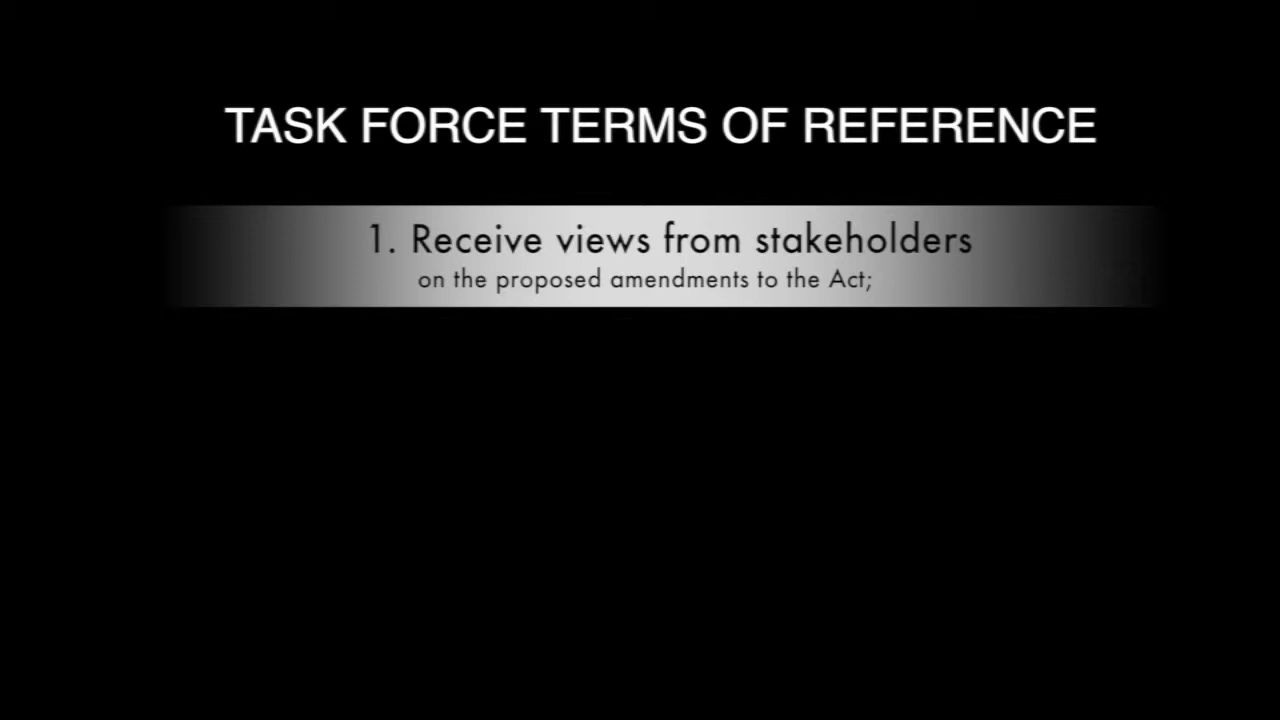 TASK FORCE TERMS OF REFERENCE
1. Receive views from stakeholders
on the proposed amendments to the Act;